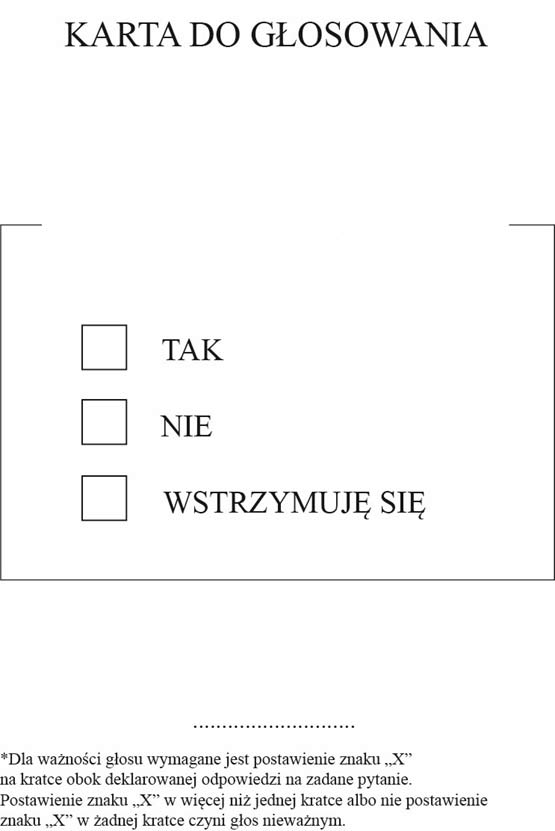 KARTA DO GŁOSOWANIA
TAK
NIE
WSTRZYMUJĘ SIĘ
...........................
*Dla ważności głosu wymagane jest postawienie znaku „X”
na kratce obok deklarowanej odpowiedzi na zadane pytanie.
Postawienie znaku „X” w więcej niż jednej kratce albo nie postawienie
znaku „X” w żadnej kratce czyni głos nieważnym.